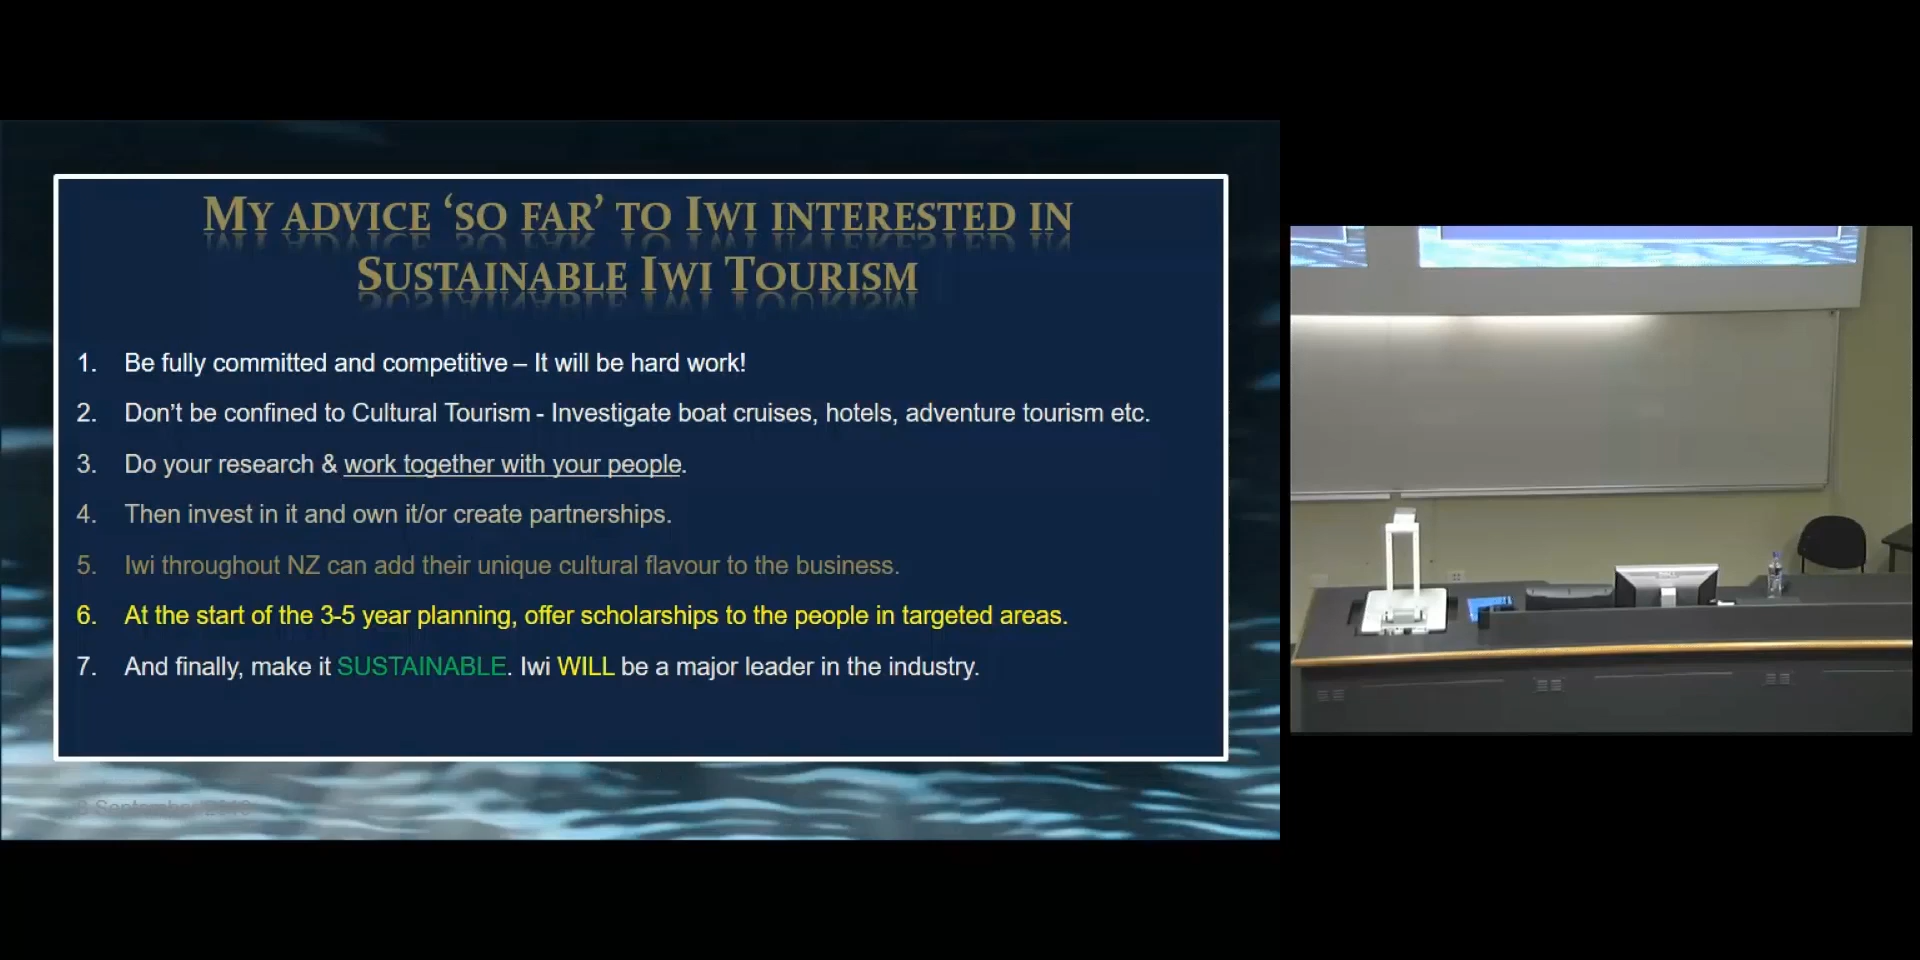 My advice ‘so far’ to Iwi interested in
Sustainable Iwi Tourism
1. Be fully committed and competitive – It will be hard work!
2. Don’t be confined to Cultural Tourism - Investigate boat cruises, hotels, adventure tourism etc.
3. Do your research & work together with your people.
4. Then invest in it and own it/or create partnerships.
5. Iwi throughout NZ can add their unique cultural flavour to the business.
6. At the start of the 3-5 year planning, offer scholarships to the people in targeted areas.
7. And finally, make it SUSTAINABLE. Iwi WILL be a major leader in the industry.
September